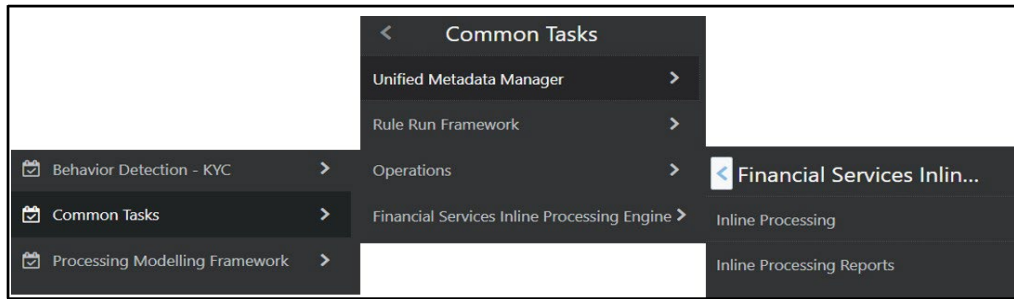 Behavior Detection - KYC
Common Tasks
Processing Modelling Framework
Common Tasks
Unified Metadata Manager
Rule Run Framework
Operations
Financial Services Inline Processing Engine
Financial Services Inlin...
Inline Processing
Inline Processing Reports